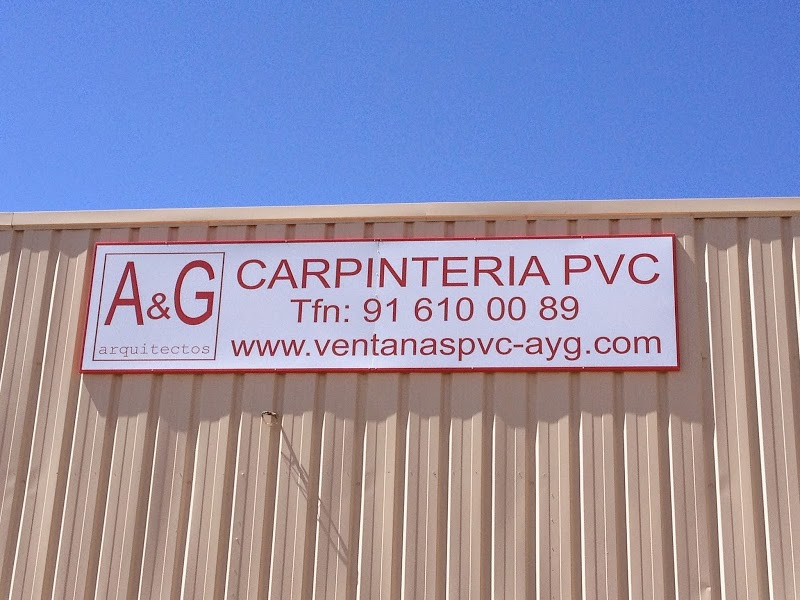 A&G
arquitectos
CARPINTERIA PVC
Tfn: 91 610 00 89
www.ventanaspvc-ayg.com